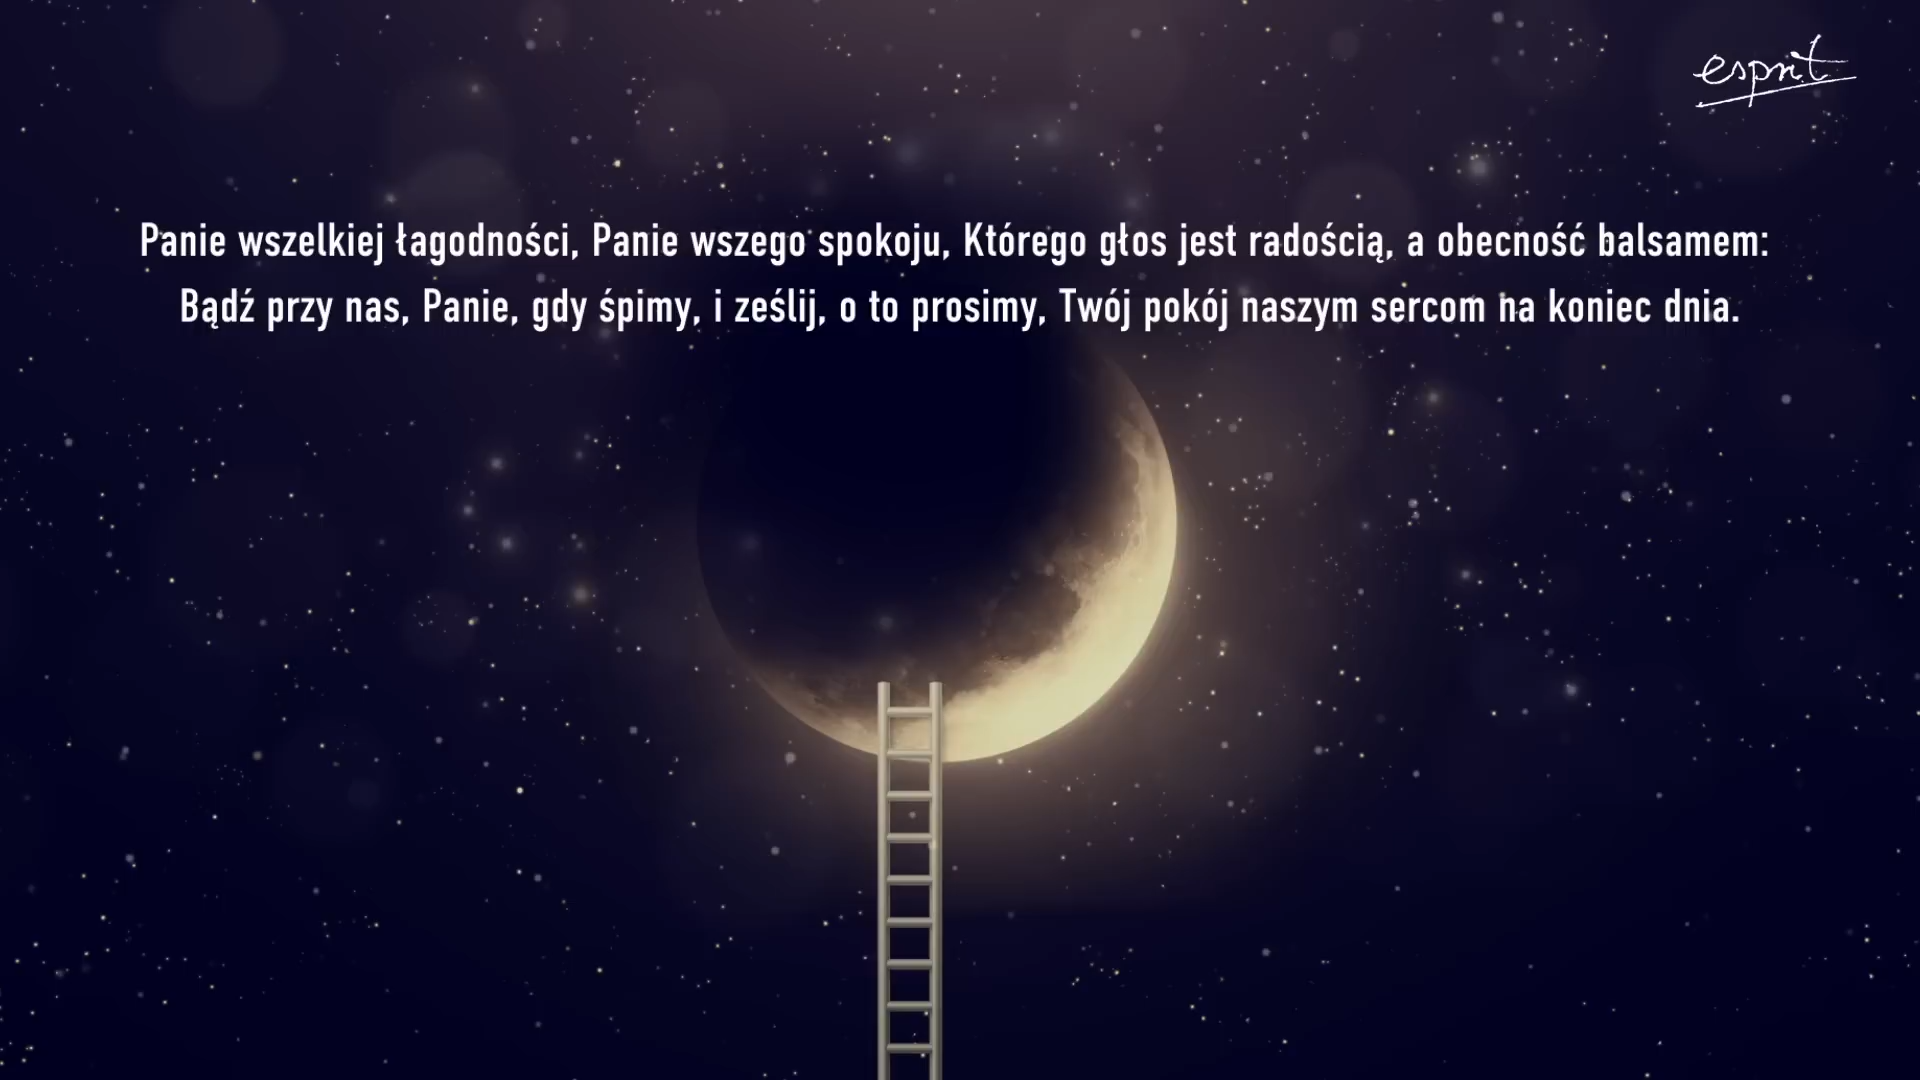 esprit
Panie wszelkiej łagodności, Panie wszego spokoju, Którego głos jest radością, a obecność balsamem:
Bądź przy nas, Panie, gdy śpimy, i ześlij, o to prosimy, Twój pokój naszym sercom na koniec dnia.